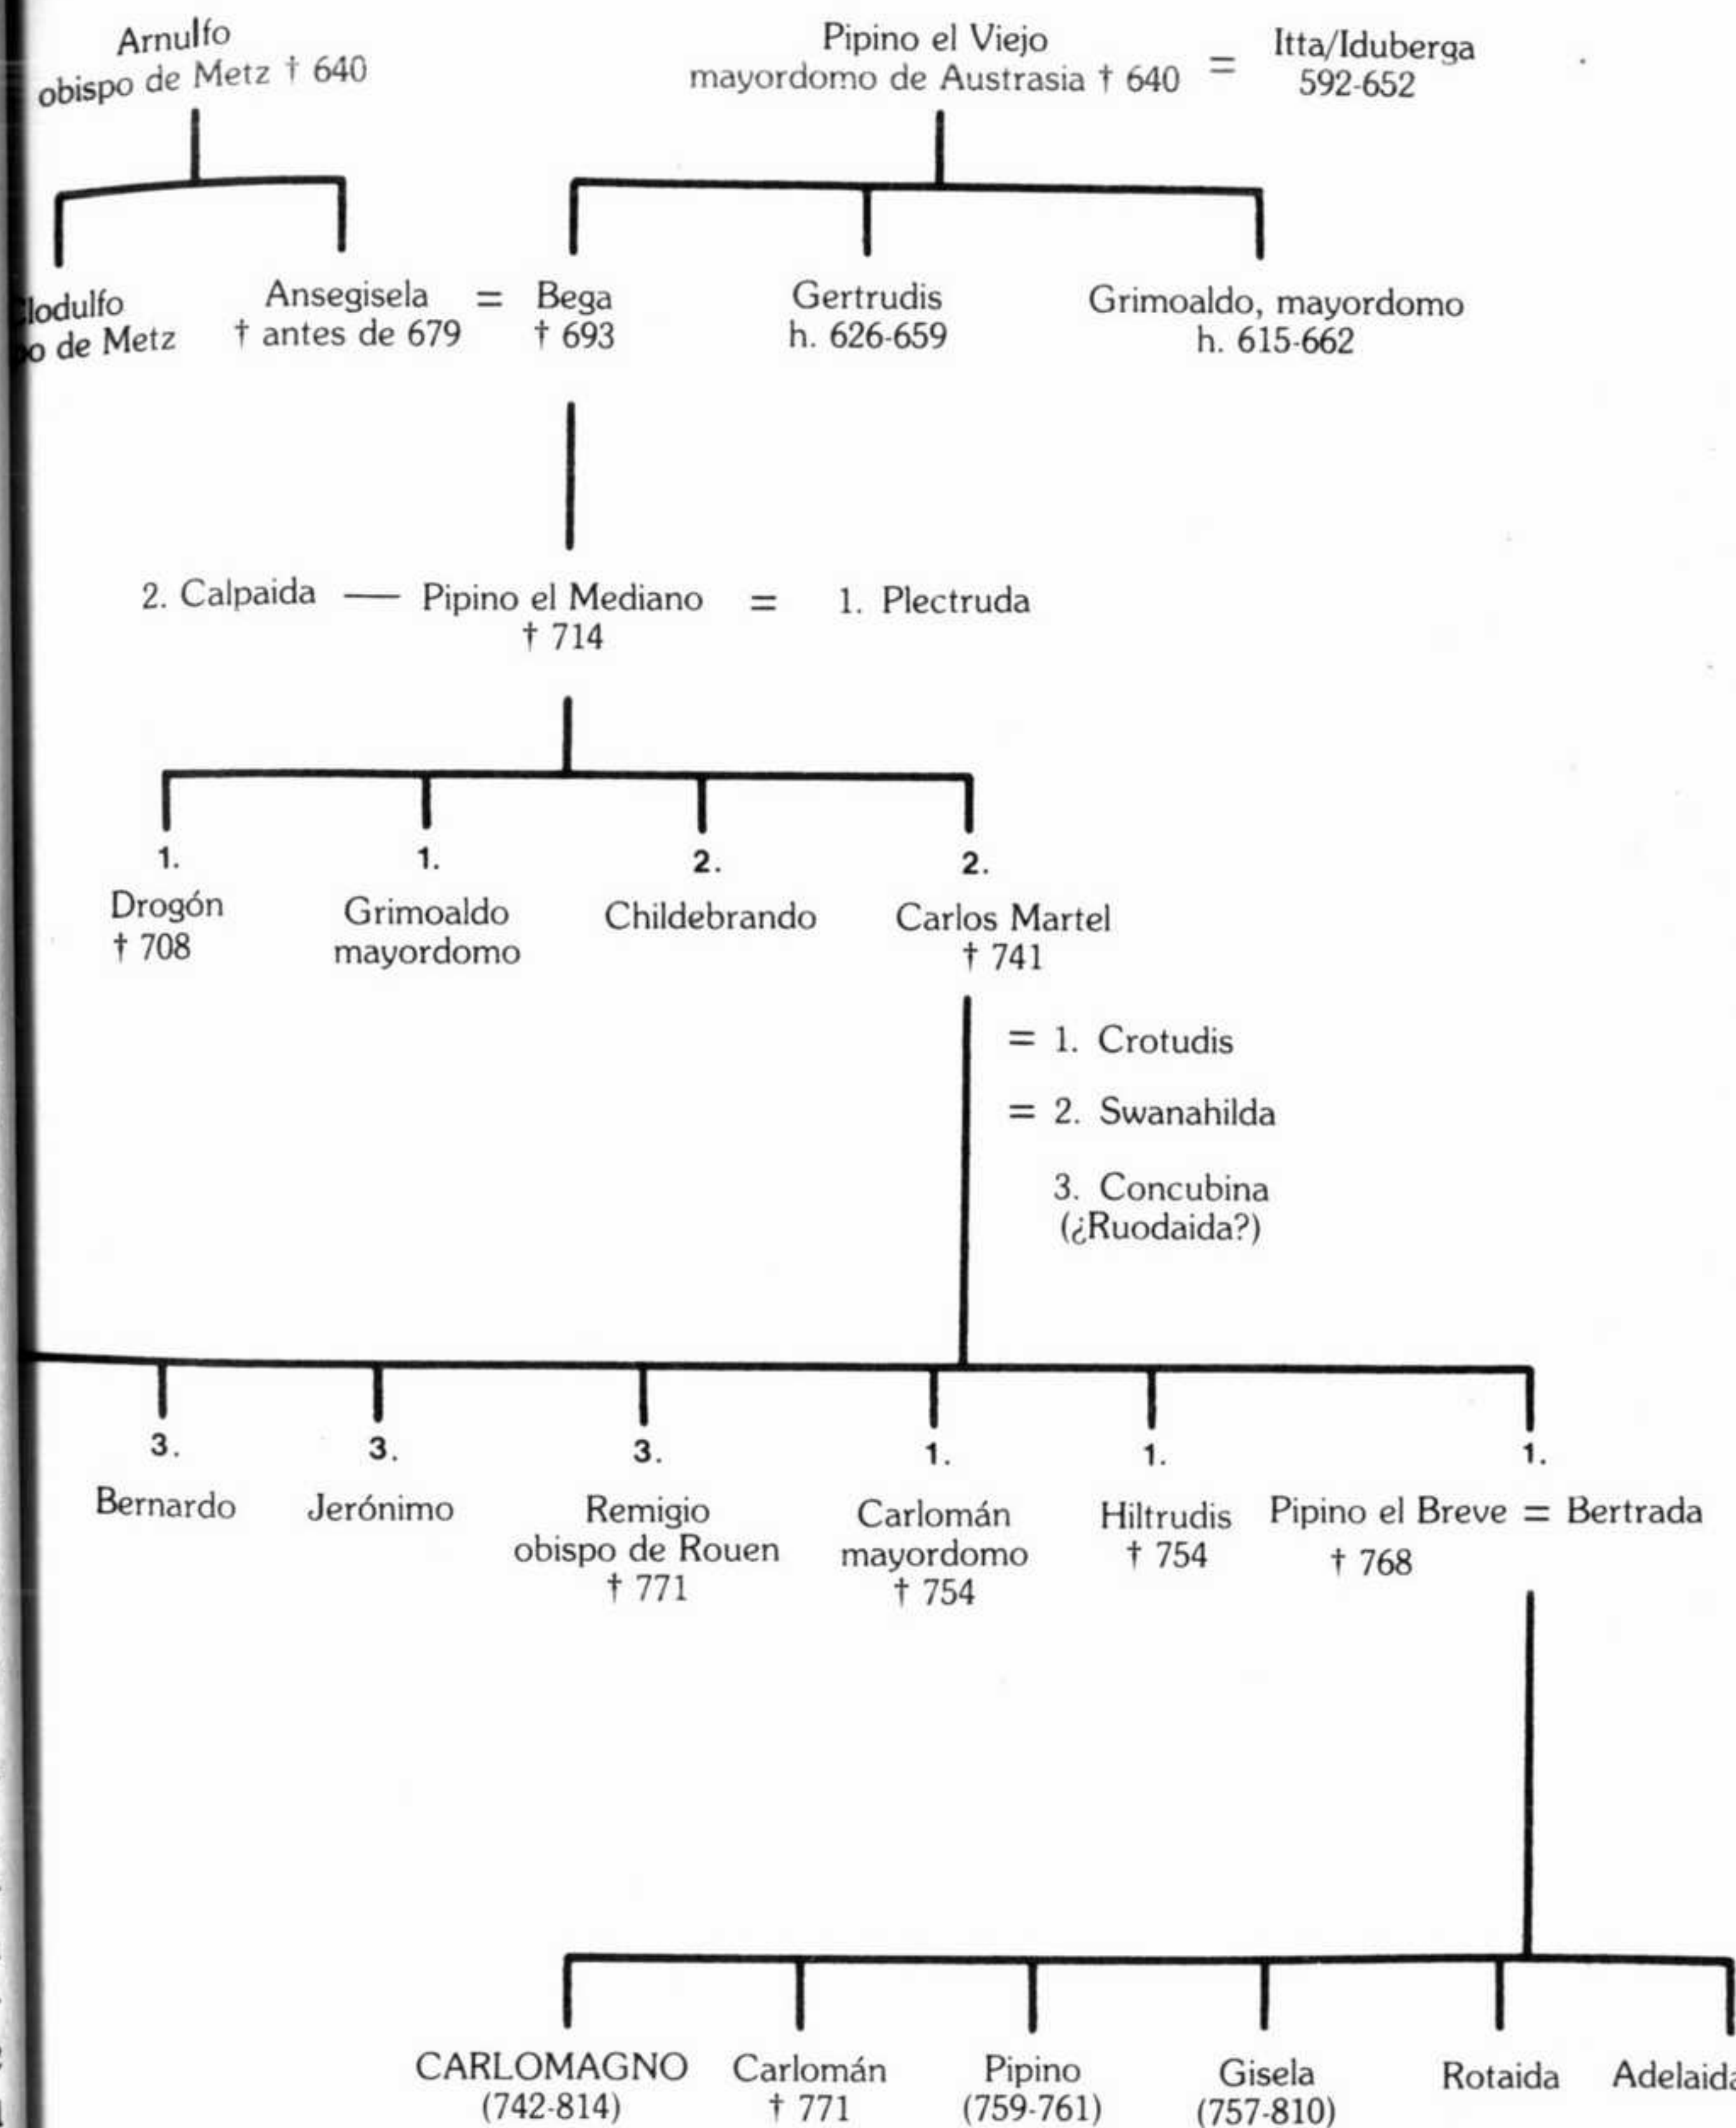 Arnulfo
obispo de Metz † 640
Pipino el Viejo
mayordomo de Austrasia † 640
=
Itta/Iduberga
592-652
de Metz
Ansegisela
† antes de 679
=
Bega
† 693
Gertrudis
h. 626-659
Grimoaldo, mayordomo
h. 615-662
2. Calpaida — Pipino el Mediano = 1. Plectruda
† 714
1.
Drogón
† 708
1.
Grimoaldo
mayordomo
2.
Childebrando
2.
Carlos Martel
† 741
= 1. Crotudis
= 2. Swanahilda
3. Concubina
(¿Ruodaida?)
3.
Bernardo
3.
Jerónimo
3.
Remigio
obispo de Rouen
† 771
1.
Carlomán
mayordomo
† 754
1.
Hiltrudis
† 754
1.
Pipino el Breve = Bertrada
† 768
CARLOMAGNO
(742-814)
Carlomán
† 771
Pipino
(759-761)
Gisela
(757-810)
Rotaida
Adelaida